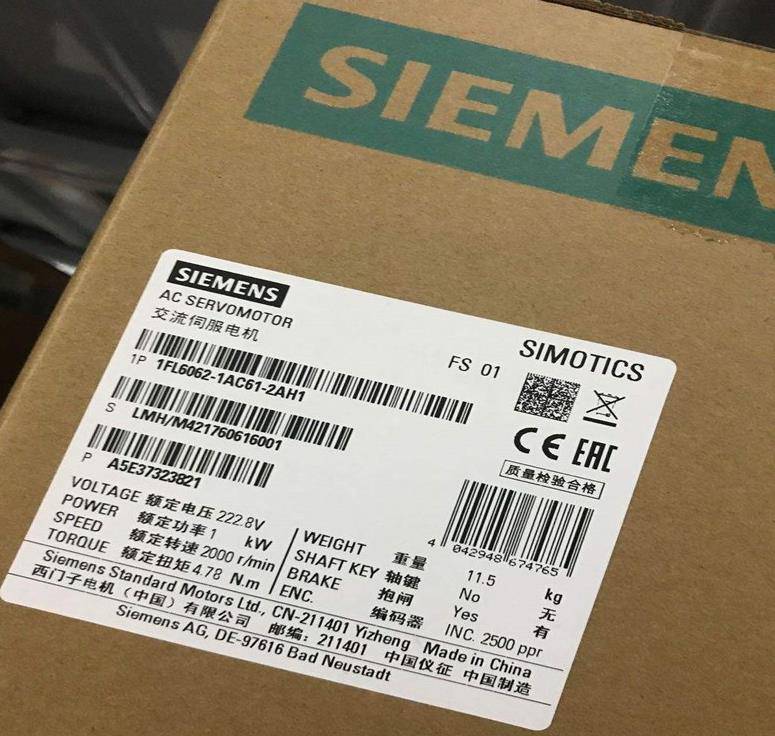 SIEMEN
SIEMENS
AC SERVOMOTOR
交流伺服电机
FS 01
SIMOTICS
1P 1FL6062-1AC61-2AH1
S LMH/M421760616001
P A5E37323821
CE EAC
质量检验合格
4 042948 674765
VOLTAGE 额定电压 222.8V
POWER 额定功率 1 kW
SPEED 额定转速 2000 r/min
TORQUE 额定扭矩 4.78 N.m
WEIGHT 重量 11.5 kg
SHAFT KEY 轴键 No 无
BRAKE 抱闸 Yes 有
ENC. 编码器 INC. 2500 ppr
Siemens Standard Motors Ltd., CN-211401 Yizheng Made in China
西门子电机（中国）有限公司 邮编：211401 中国仪征 中国制造
Siemens AG, DE-97616 Bad Neustadt